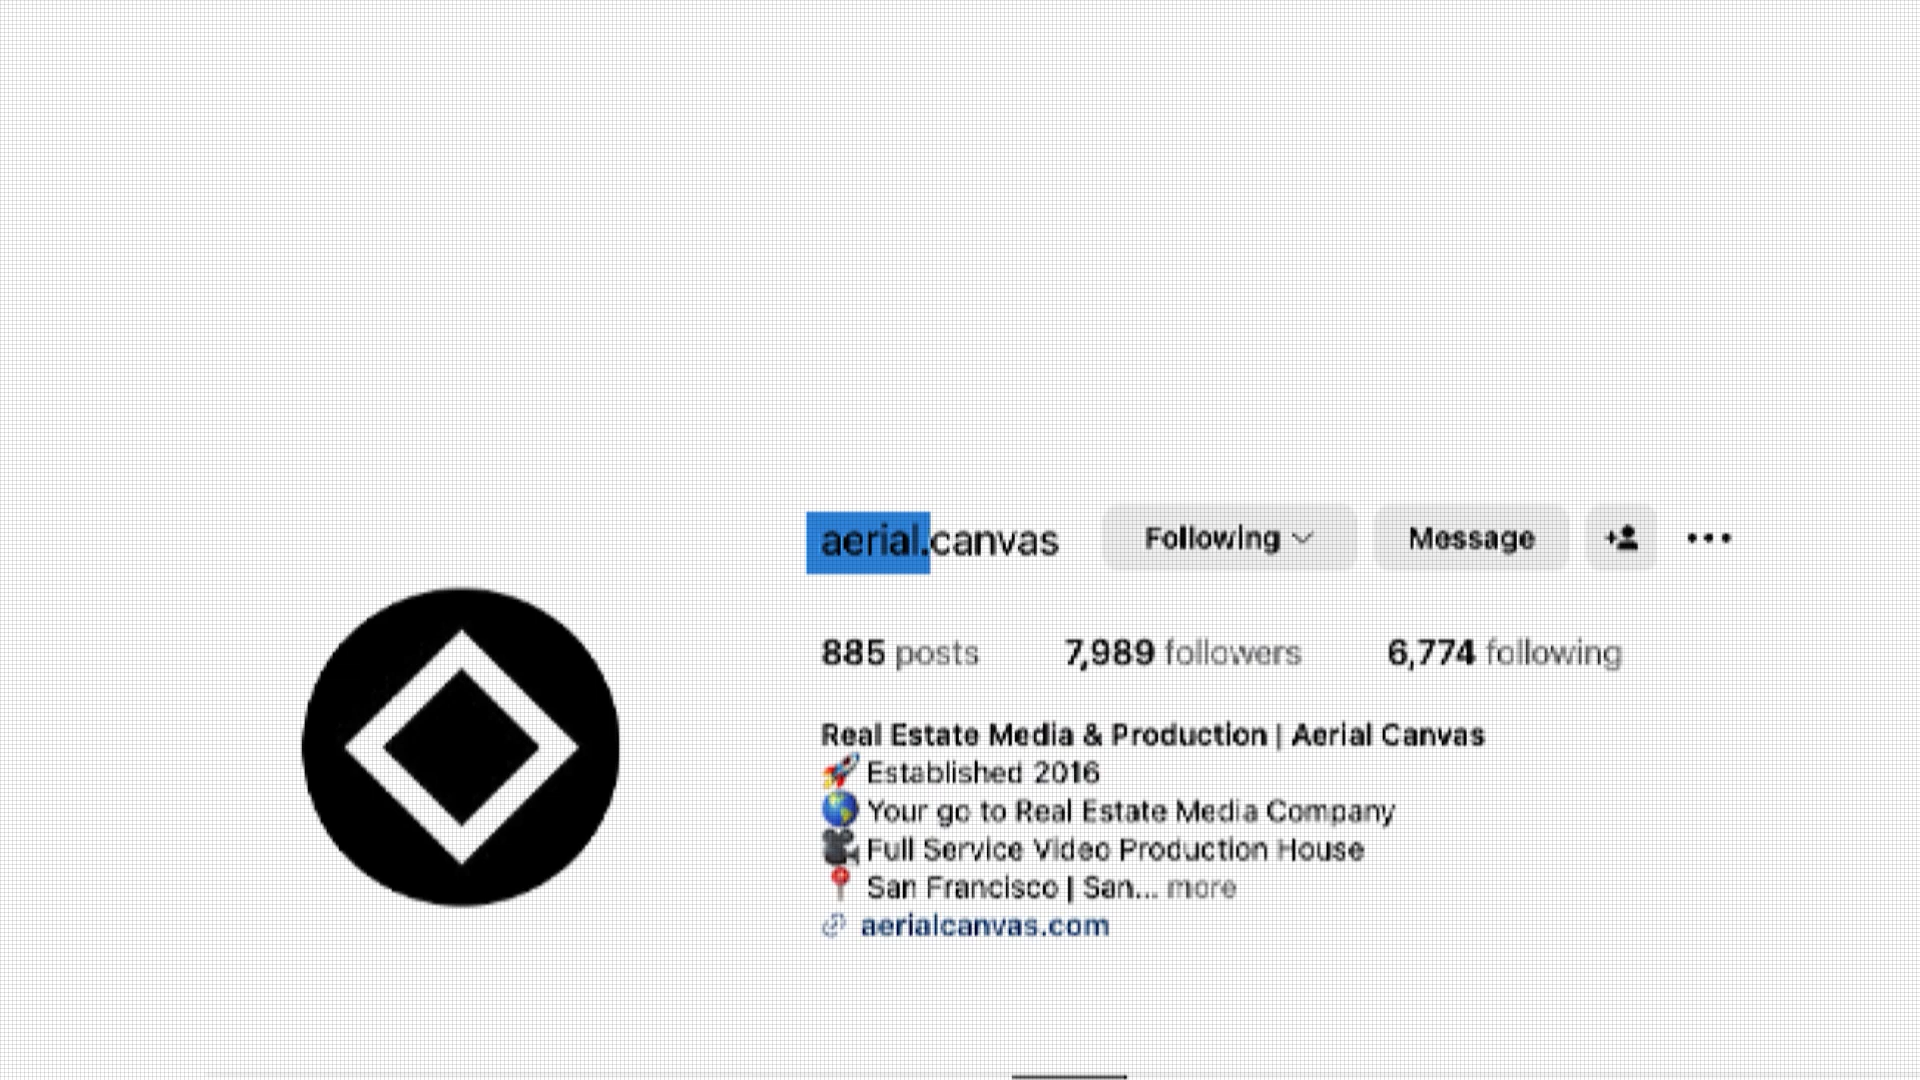 aerial.canvas Following Message
885 posts 7,989 followers 6,774 following
Real Estate Media & Production | Aerial Canvas
🚀 Established 2016
🌎 Your go to Real Estate Media Company
🎥 Full Service Video Production House
📍 San Francisco | San... more
aerialcanvas.com